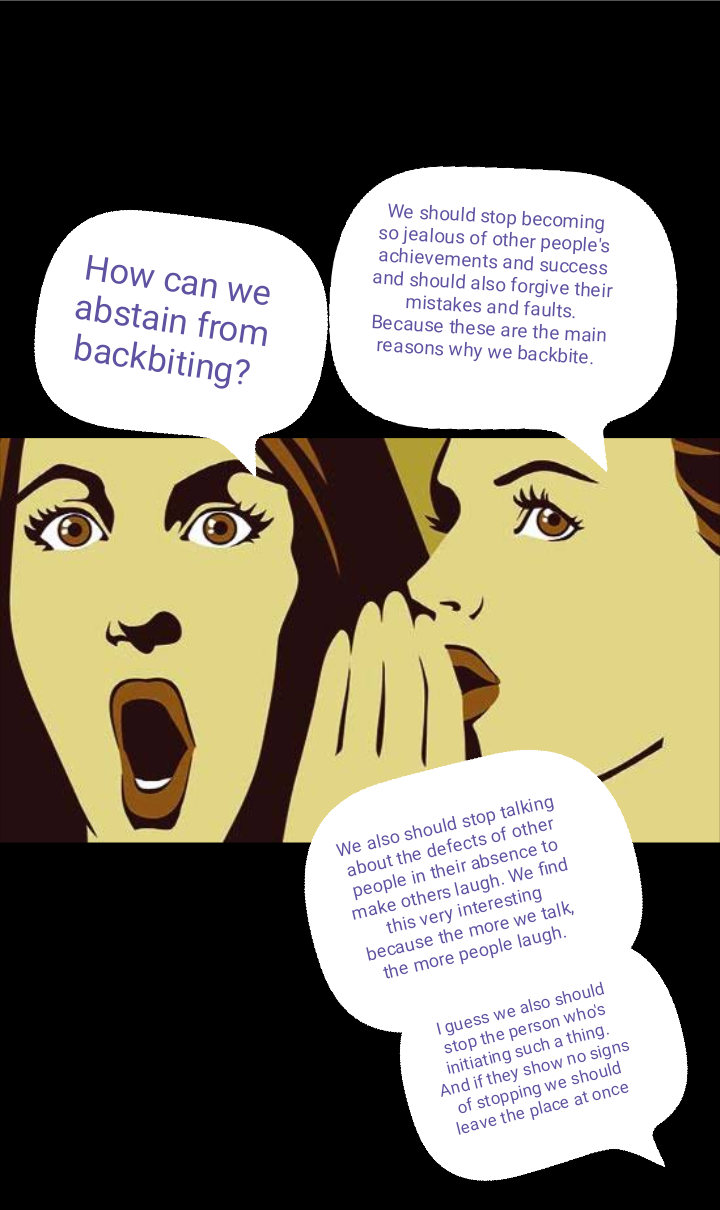 How can we
abstain from
backbiting?
We should stop becoming
so jealous of other people's
achievements and success
and should also forgive their
mistakes and faults.
Because these are the main
reasons why we backbite.
We also should stop talking
about the defects of other
people in their absence to
make others laugh. We find
this very interesting
because the more we talk,
the more people laugh.
I guess we also should
stop the person who's
initiating such a thing.
And if they show no signs
of stopping we should
leave the place at once